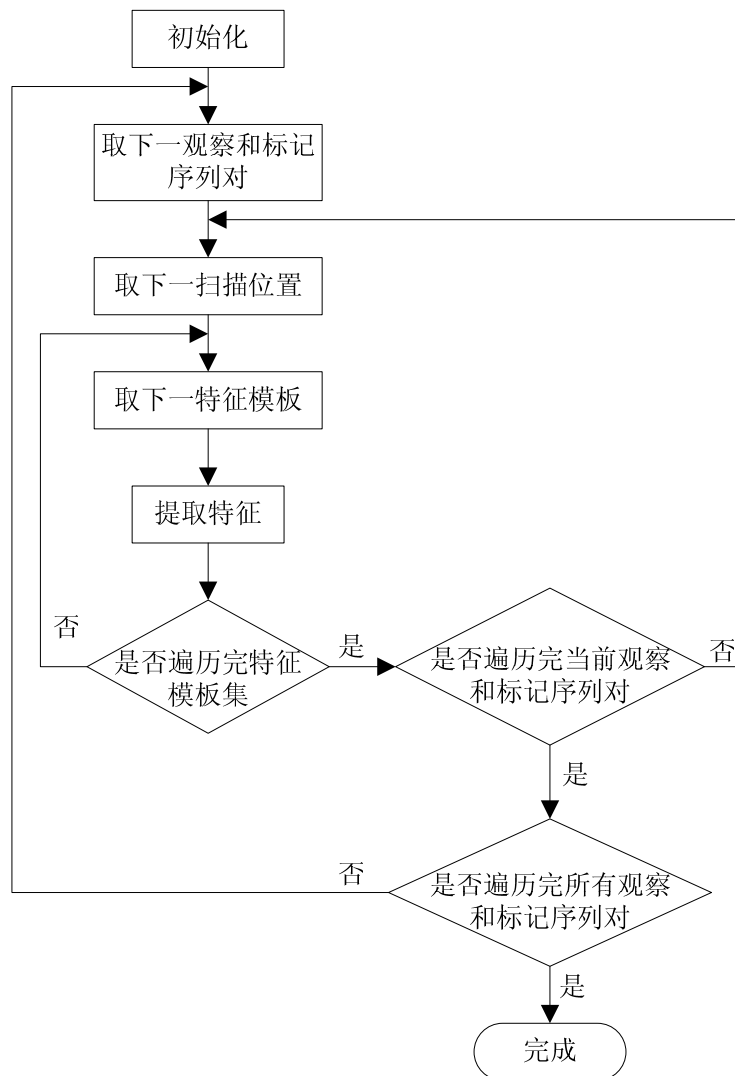 初始化
取下一观察和标记
序列对
取下一扫描位置
取下一特征模板
提取特征
否
是否遍历完特征
模板集
是
是否遍历完当前观察
和标记序列对
否
是
否
是否遍历完所有观察
和标记序列对
是
完成